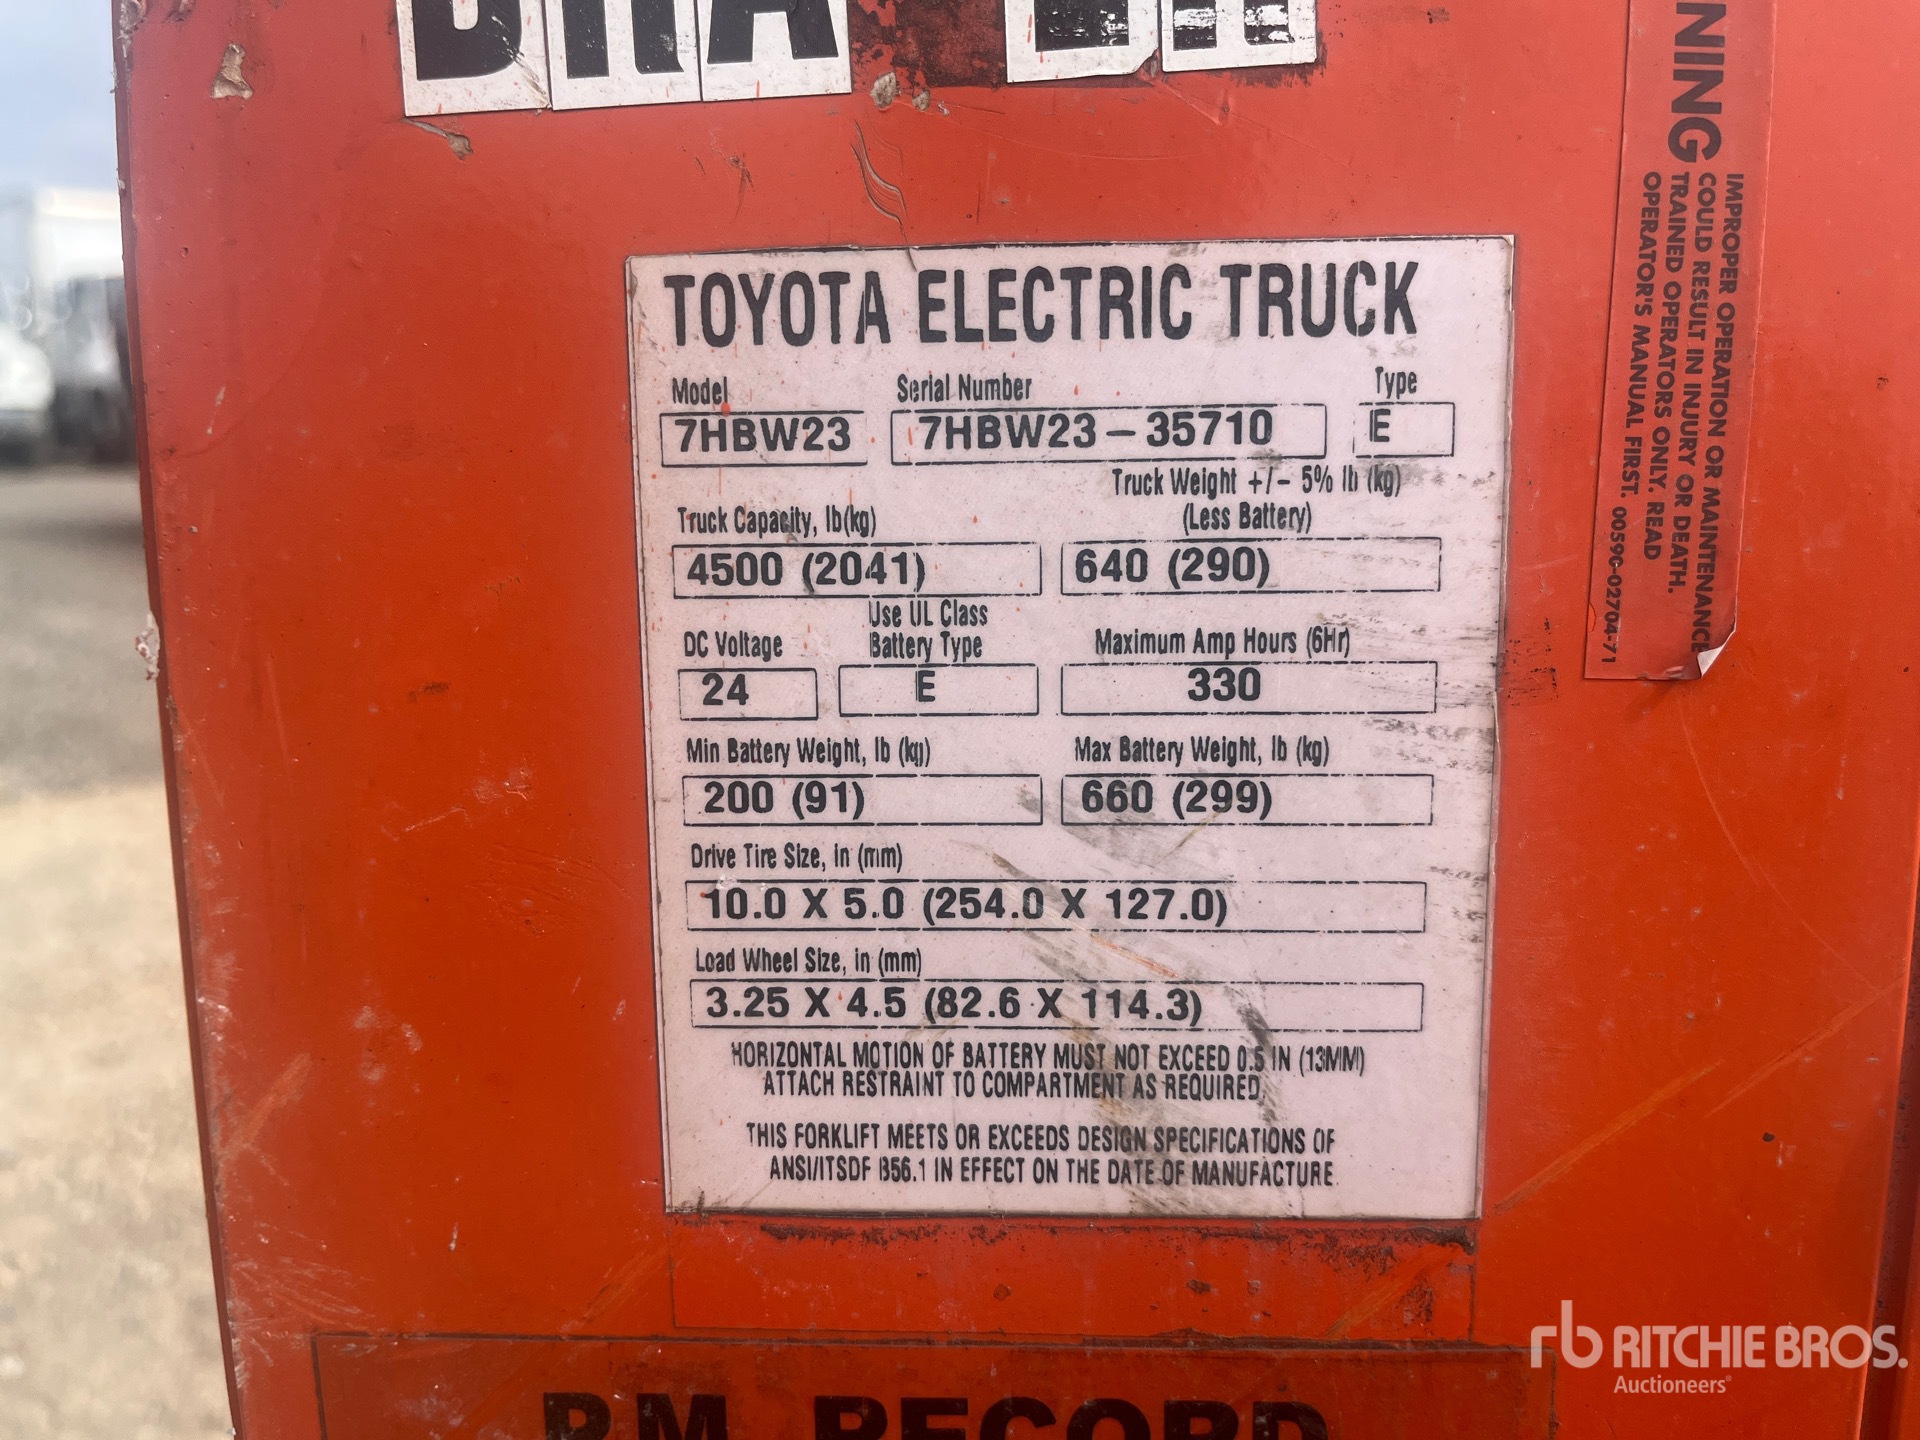 TOYOTA ELECTRIC TRUCK
Model Serial Number Type
7HBW23 7HBW23-35710 E
Truck Capacity, lb(kg) Truck Weight +/- 5% lb (kg)
(Less Battery)
4500 (2041) 640 (290)
DC Voltage Use UL Class
Battery Type Maximum Amp Hours (6Hr)
24 E 330
Min Battery Weight, lb (kg) Max Battery Weight, lb (kg)
200 (91) 660 (299)
Drive Tire Size, in (mm)
10.0 X 5.0 (254.0 X 127.0)
Load Wheel Size, in (mm)
3.25 X 4.5 (82.6 X 114.3)
HORIZONTAL MOTION OF BATTERY MUST NOT EXCEED 0.5 IN (13MM)
ATTACH RESTRAINT TO COMPARTMENT AS REQUIRED.
THIS FORKLIFT MEETS OR EXCEEDS DESIGN SPECIFICATIONS OF
ANSI/ITSDF B56.1 IN EFFECT ON THE DATE OF MANUFACTURE.
NING
IMPROPER OPERATION OR MAINTENANCE
COULD RESULT IN INJURY OR DEATH.
TRAINED OPERATORS ONLY. READ
OPERATOR'S MANUAL FIRST. 00590-02704-71
P.M. RECORD
rb RITCHIE BROS.
Auctioneers